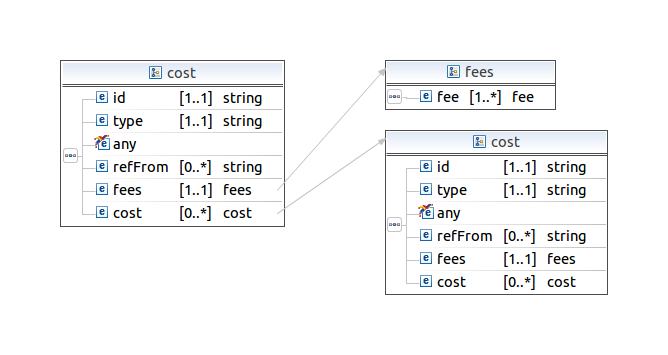 cost
id [1..1] string
type [1..1] string
any
refFrom [0..*] string
fees [1..1] fees
cost [0..*] cost
fees
fee [1..*] fee
cost
id [1..1] string
type [1..1] string
any
refFrom [0..*] string
fees [1..1] fees
cost [0..*] cost